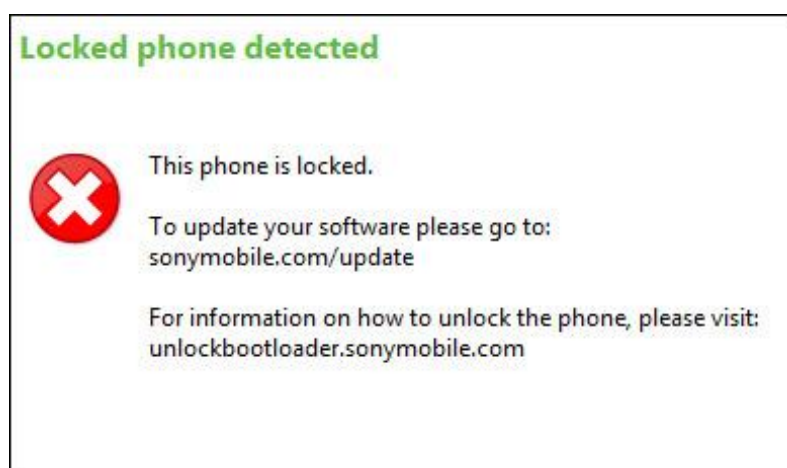 Locked phone detected
This phone is locked.
To update your software please go to:
sonymobile.com/update
For information on how to unlock the phone, please visit:
unlockbootloader.sonymobile.com